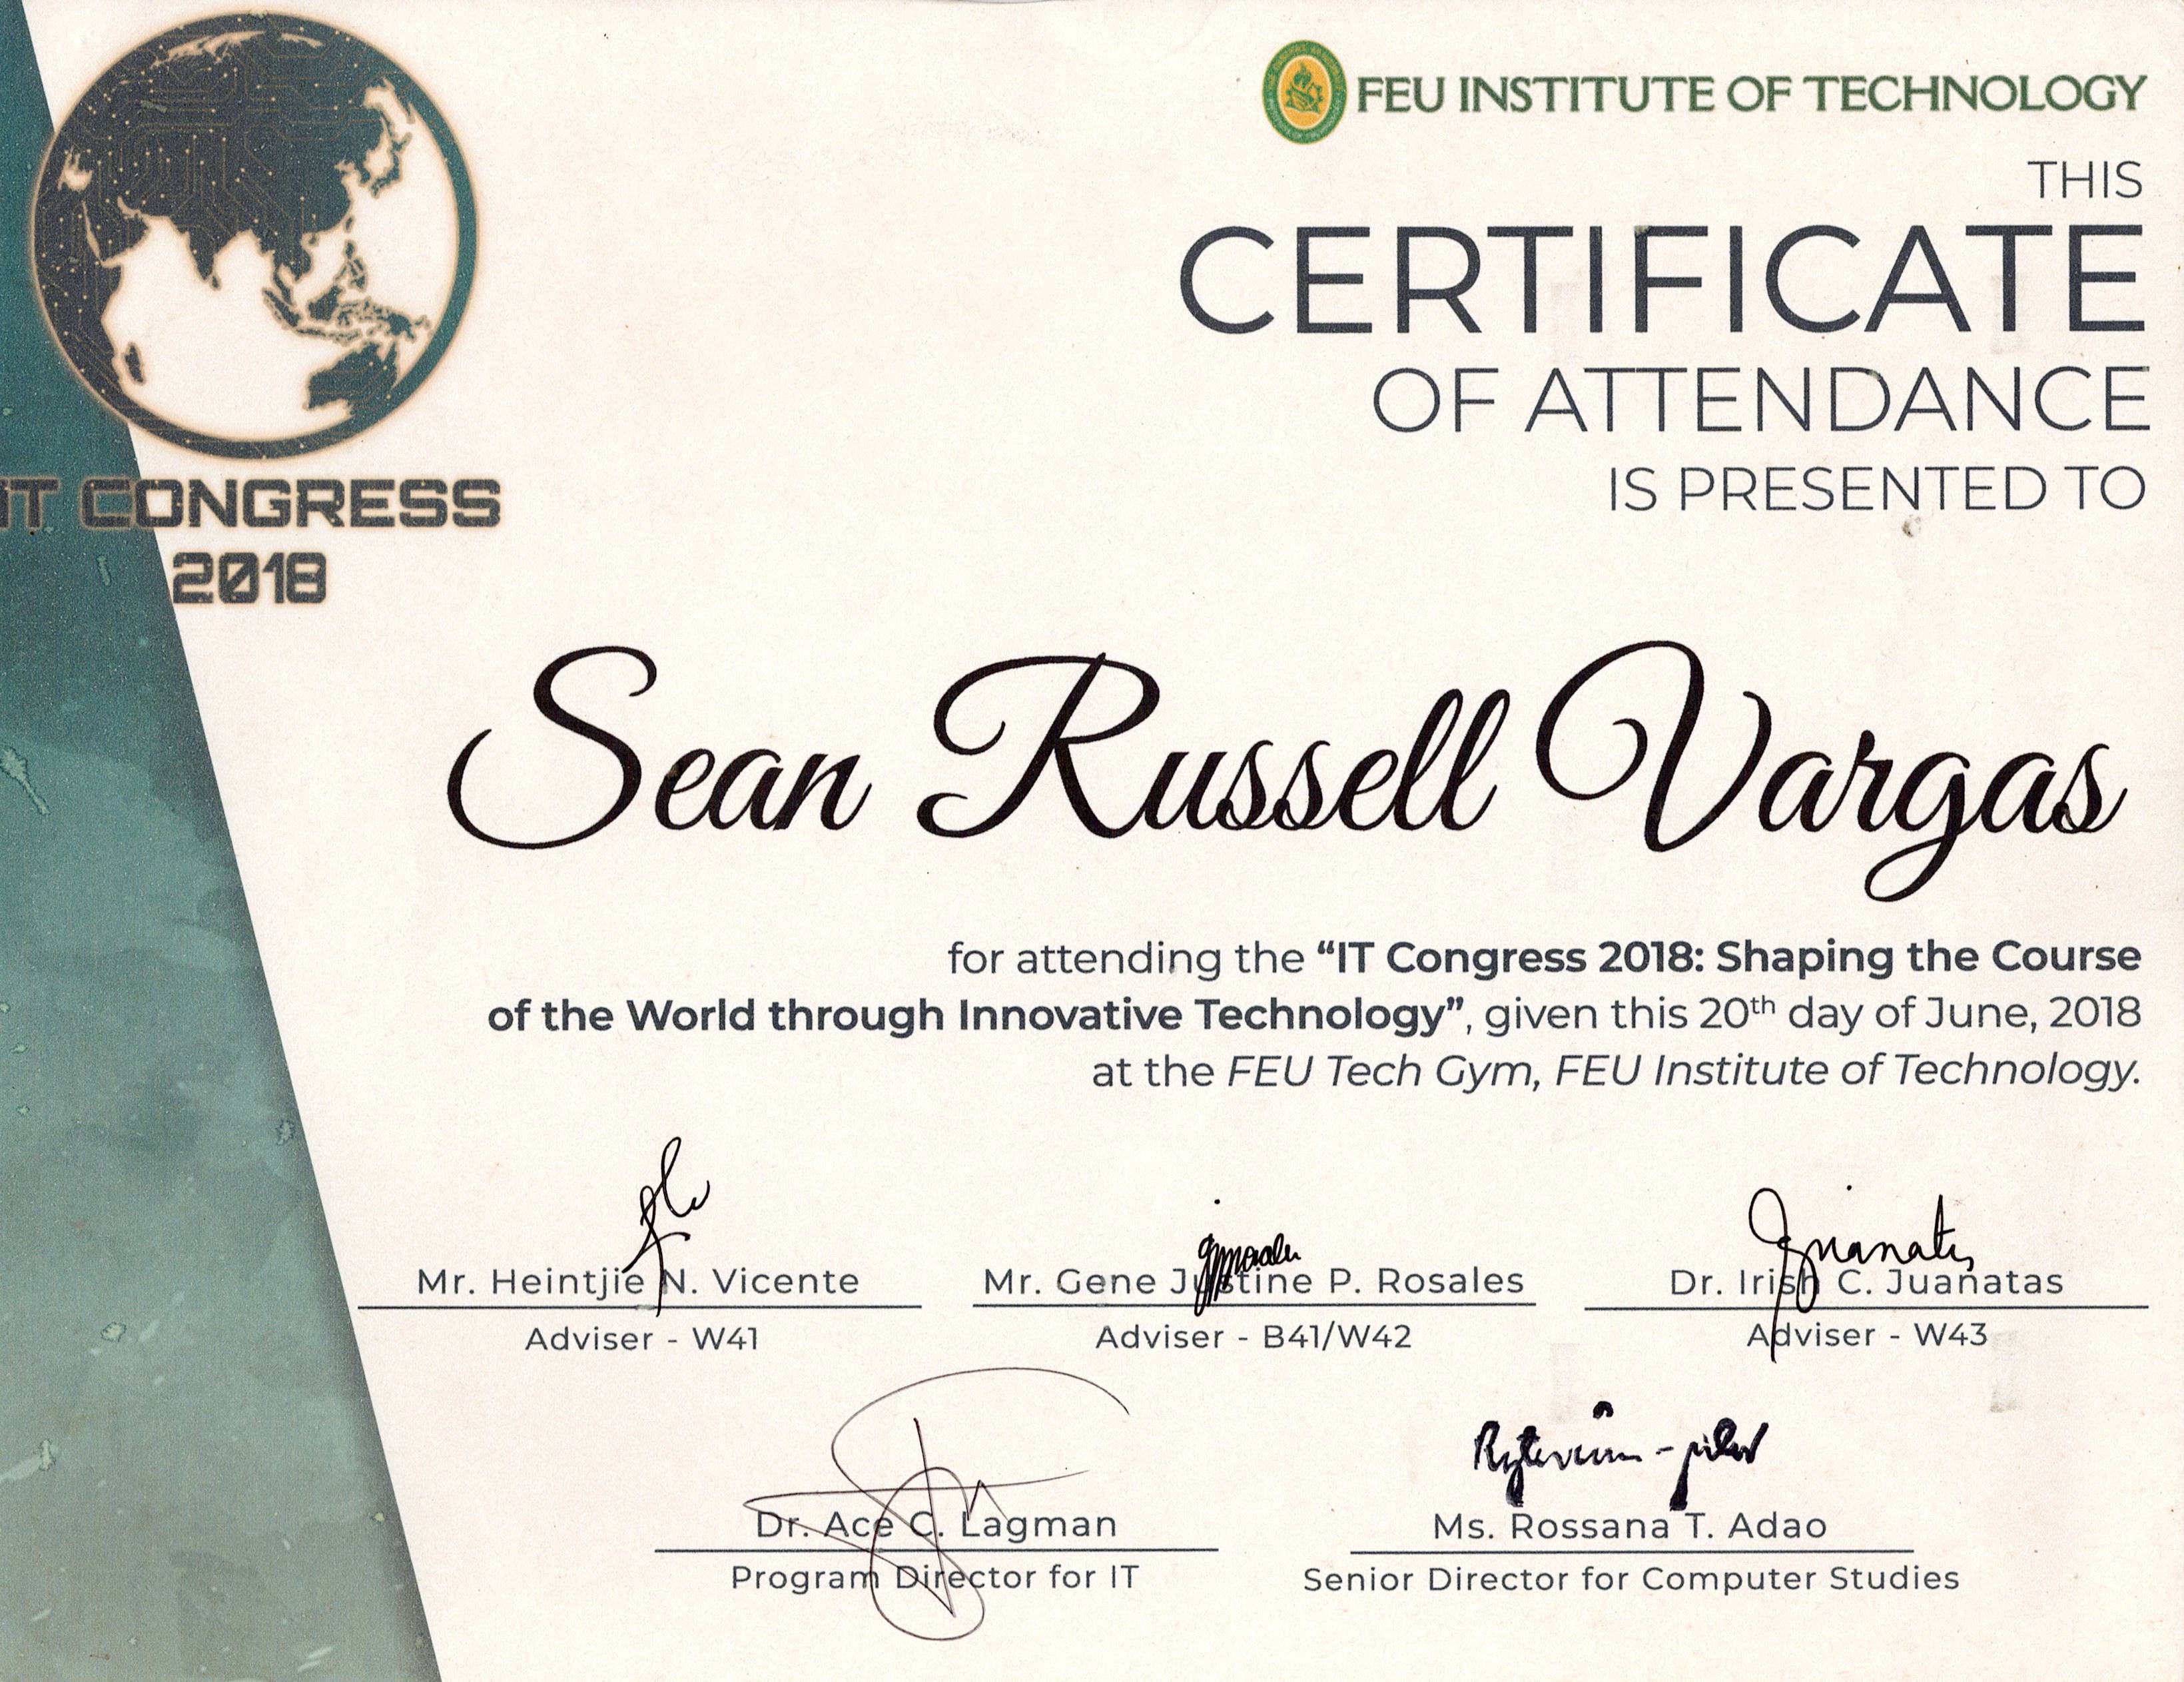 FEU INSTITUTE OF TECHNOLOGY
THIS
CERTIFICATE
OF ATTENDANCE
IS PRESENTED TO
IT CONGRESS
2018
Sean Russell Vargas
for attending the “IT Congress 2018: Shaping the Course
of the World through Innovative Technology”, given this 20th day of June, 2018
at the FEU Tech Gym, FEU Institute of Technology.
Mr. Heintjie N. Vicente
Adviser - W41
Mr. Gene Justine P. Rosales
Adviser - B41/W42
Dr. Irish C. Juanatas
Adviser - W43
Dr. Ace C. Lagman
Program Director for IT
Ms. Rossana T. Adao
Senior Director for Computer Studies